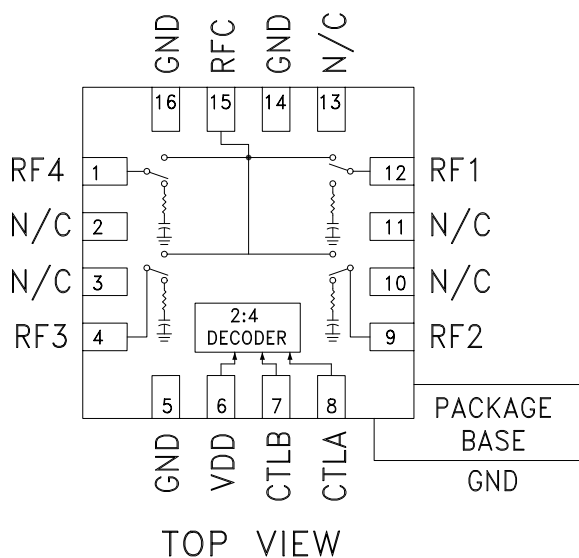 GND RFC GND N/C
16 15 14 13
RF4 1 12 RF1
N/C 2 11 N/C
N/C 3 10 N/C
RF3 4 9 RF2
2:4
DECODER
5 6 7 8
GND VDD CTLB CTLA
PACKAGE
BASE
GND
TOP VIEW